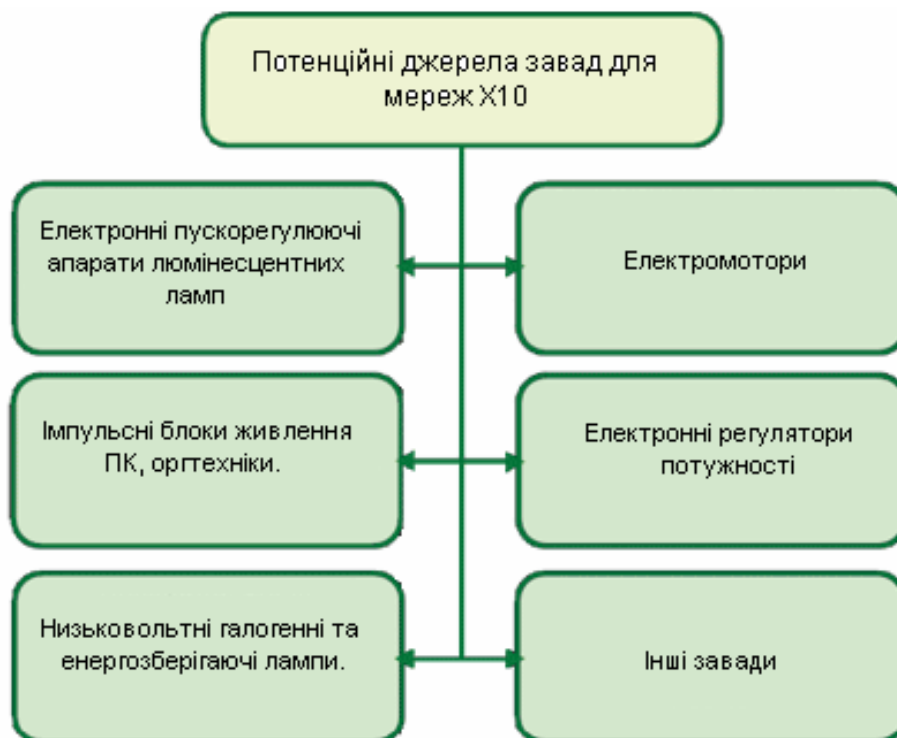 Потенційні джерела завад для
мереж X10
Електронні пускорегулюючі
апарати люмінесцентних
ламп
Електромотори
Імпульсні блоки живлення
ПК, оргтехніки.
Електронні регулятори
потужності
Низьковольтні галогенні та
енергозберігаючі лампи.
Інші завади